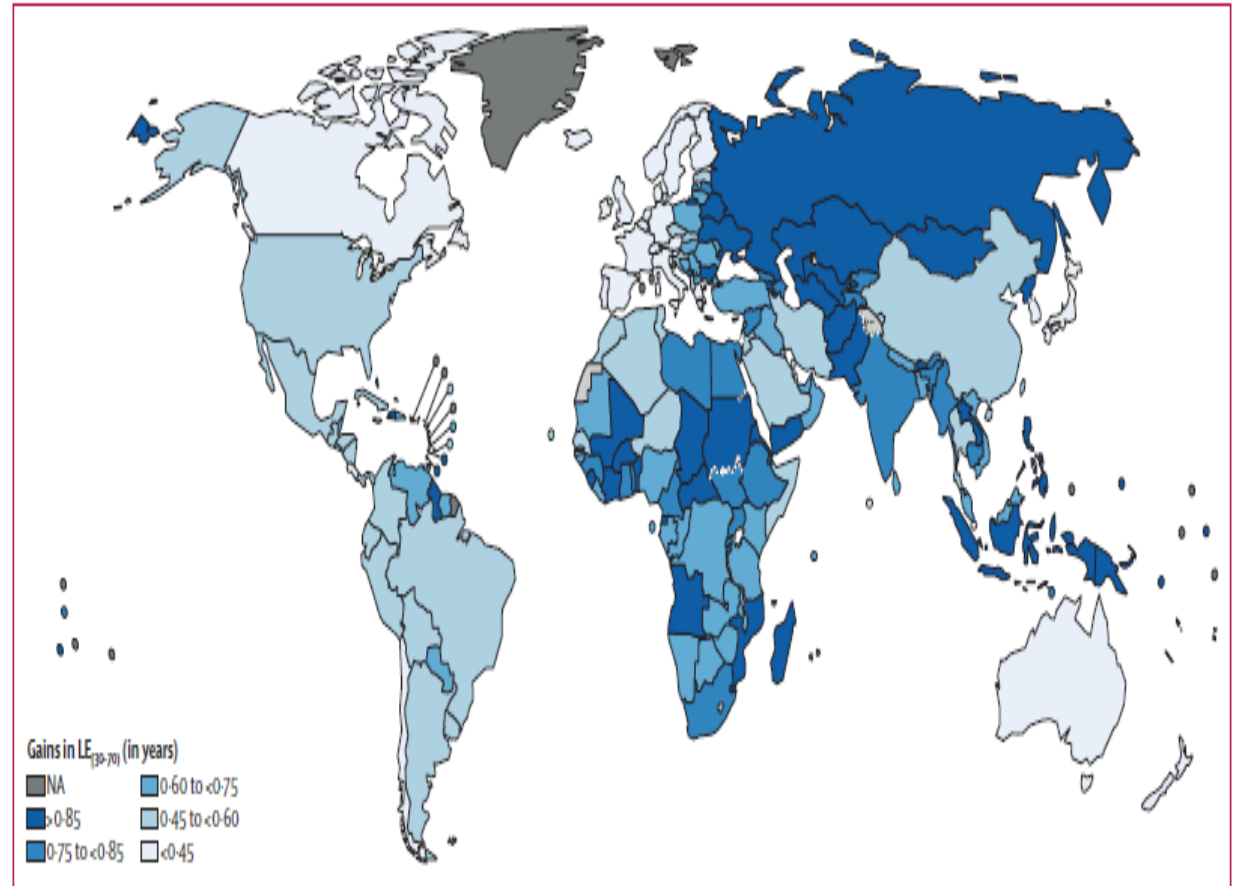 Gains in LE(30-70) (in years)
NA
>0·85
0·75 to <0·85
0·60 to <0·75
0·45 to <0·60
<0·45